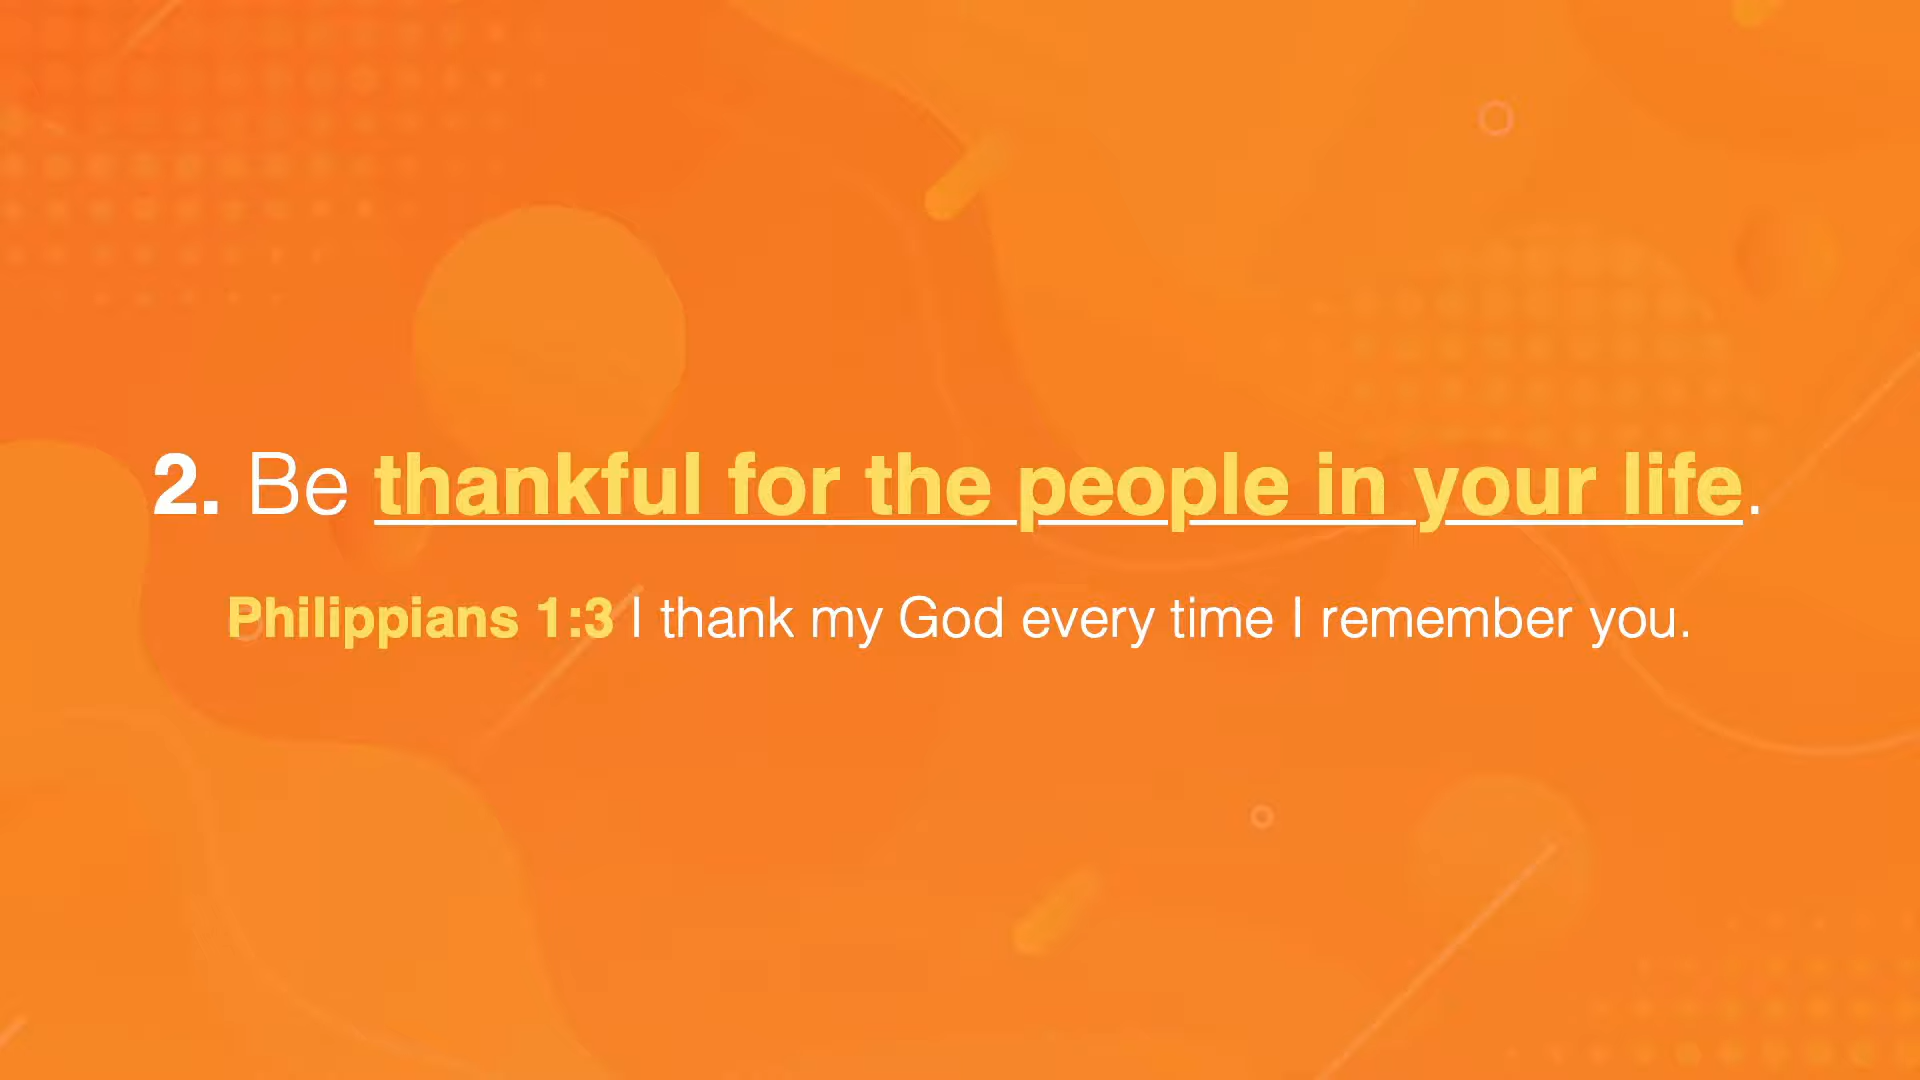 2. Be thankful for the people in your life.
Philippians 1:3 I thank my God every time I remember you.